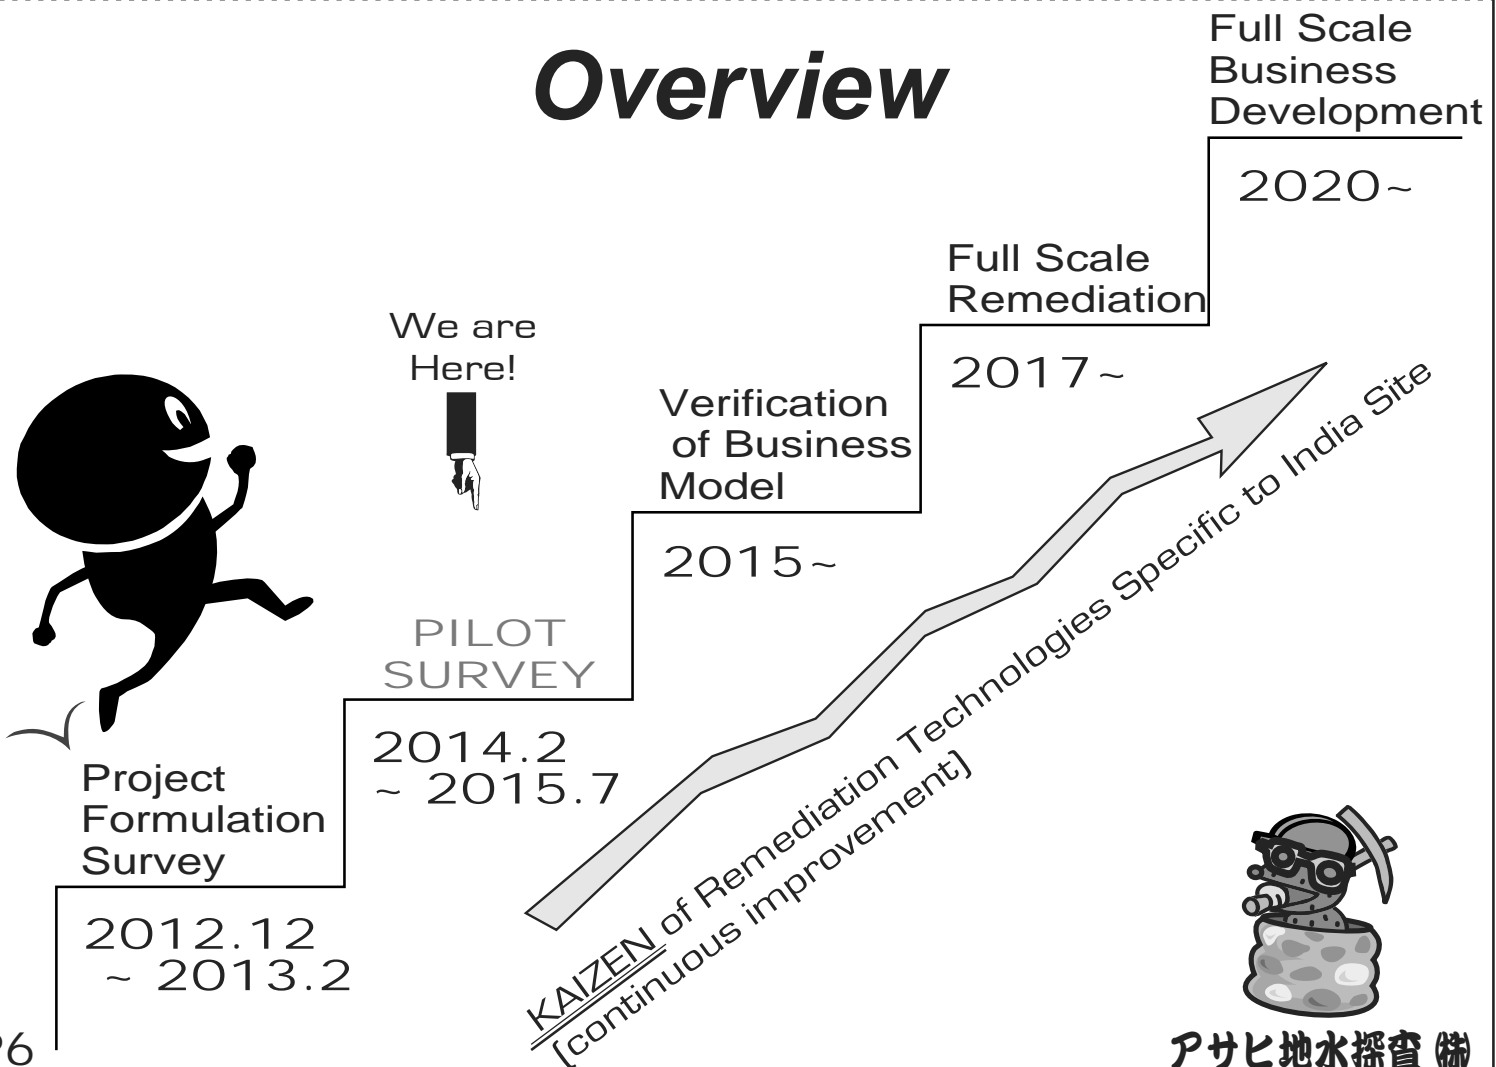 Overview
Full Scale
Business
Development
2020~
Full Scale
Remediation
2017~
We are
Here!
Verification
of Business
Model
2015~
PILOT
SURVEY
2014.2
~ 2015.7
Project
Formulation
Survey
2012.12
~ 2013.2
KAIZEN of Remediation Technologies Specific to India Site
[continuous improvement]
P6
アサヒ地水探査㈱